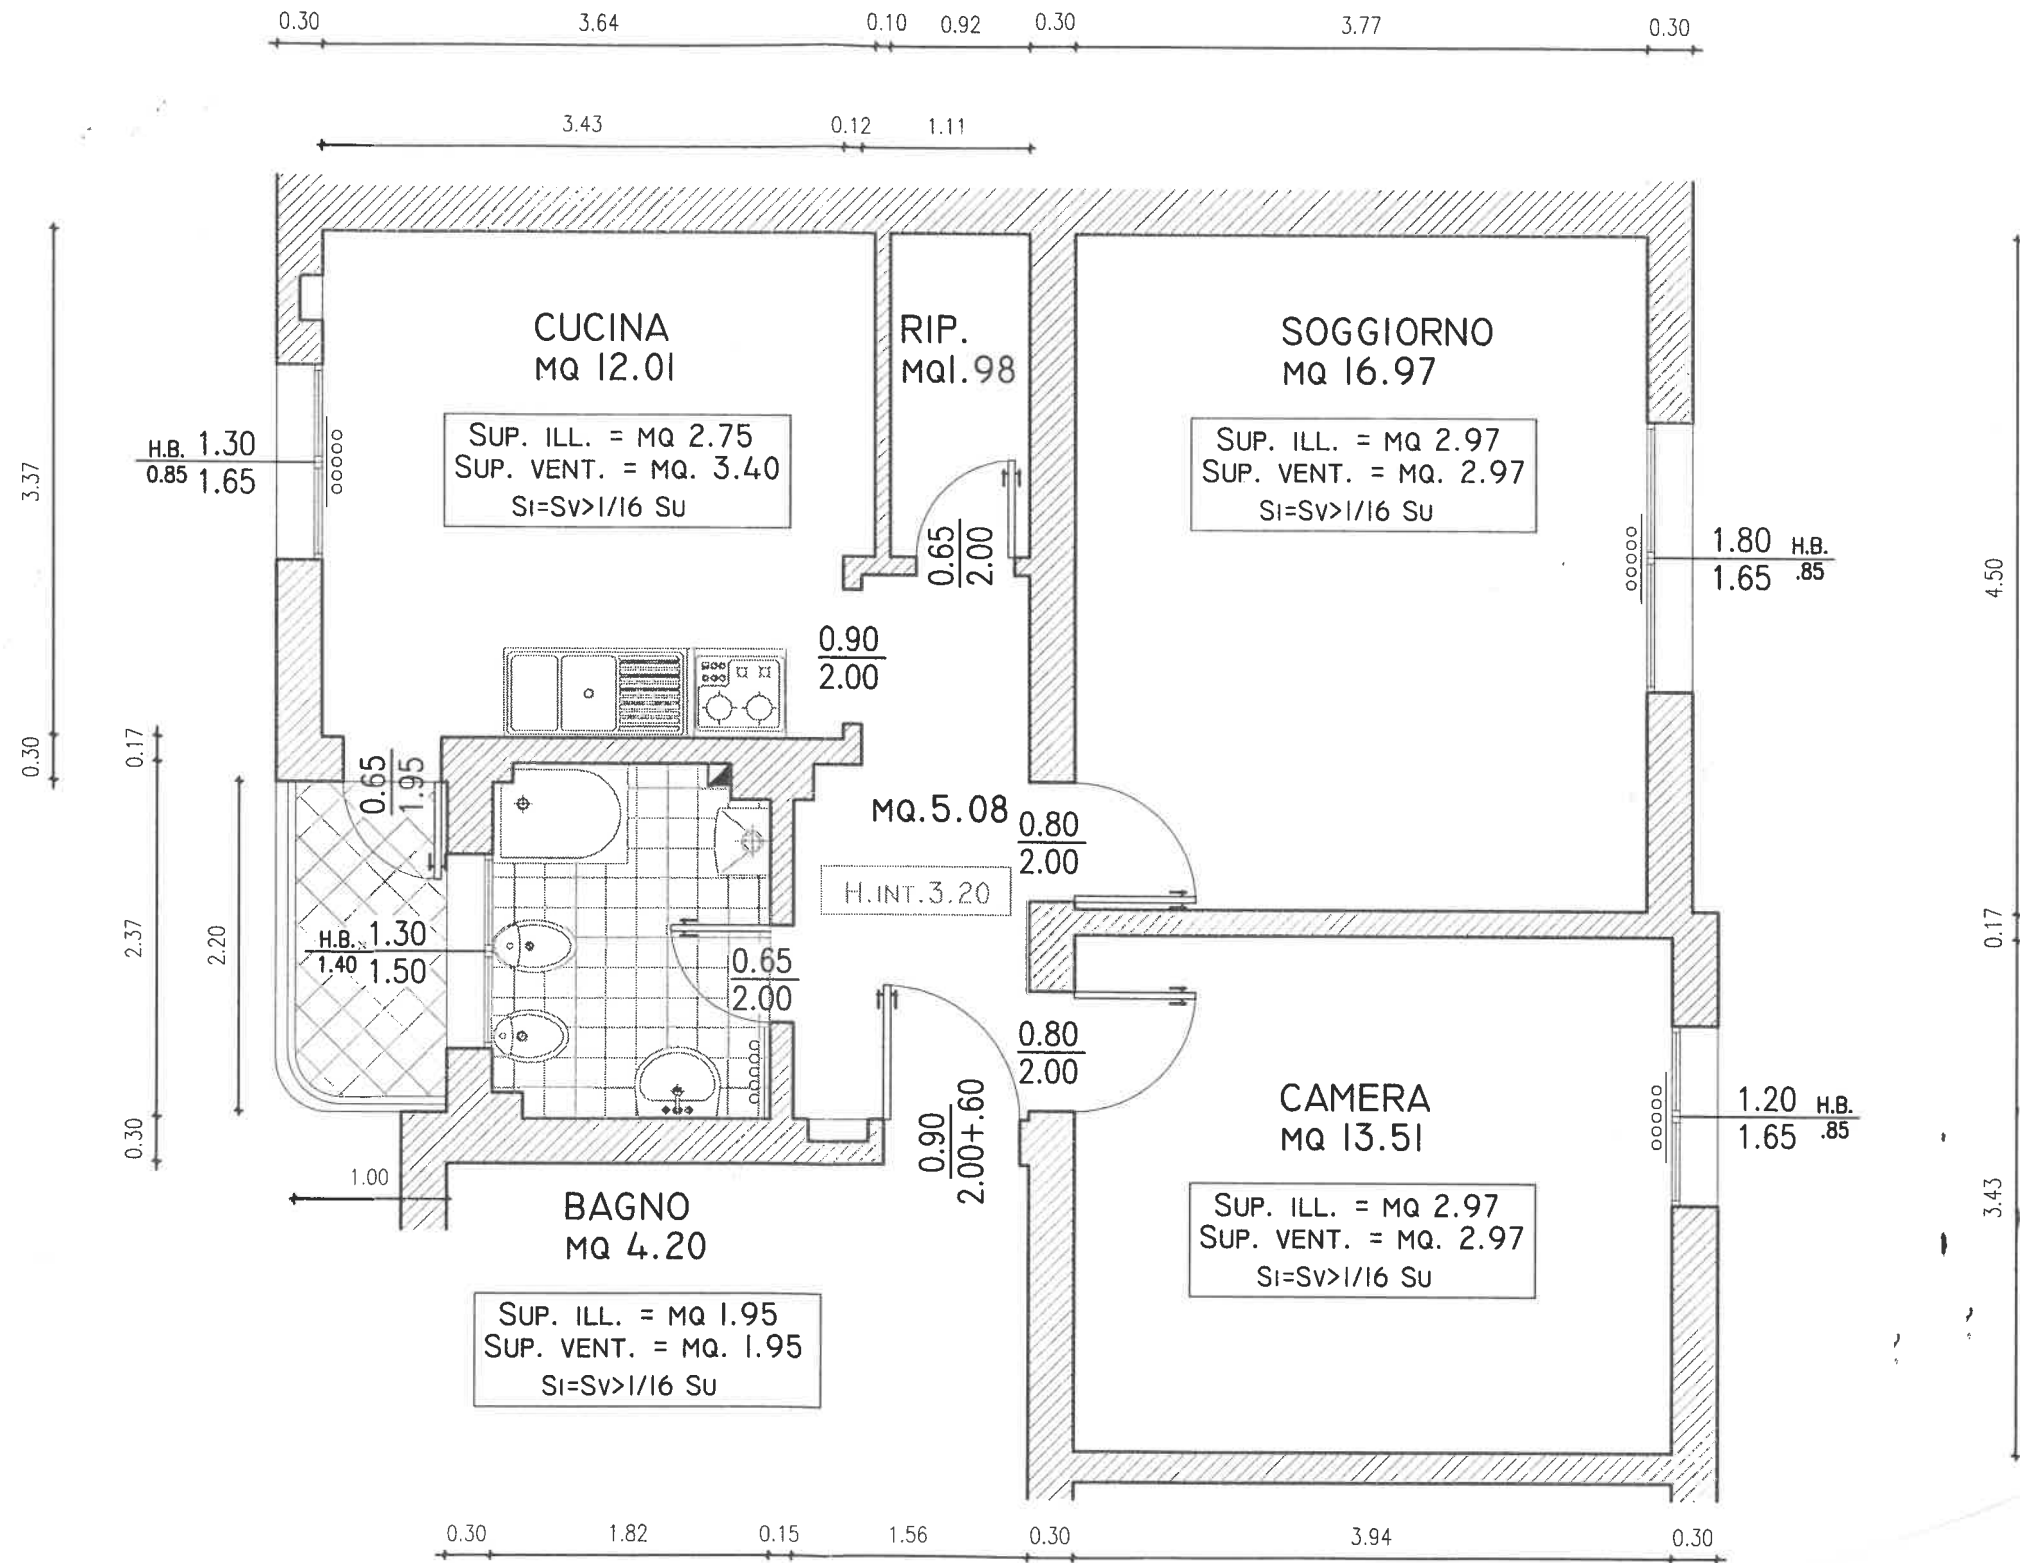 0.30 3.64 0.10 0.92 0.30 3.77 0.30
3.43 0.12 1.11
CUCINA
MQ 12.01
SUP. ILL. = MQ 2.75
SUP. VENT. = MQ. 3.40
SI=SV>1/16 SU
RIP.
MQ1.98
SOGGIORNO
MQ 16.97
SUP. ILL. = MQ 2.97
SUP. VENT. = MQ. 2.97
SI=SV>1/16 SU
H.B. 1.30
0.85 1.65
3.37
0.65
2.00
1.80 H.B.
1.65 .85
4.50
0.90
2.00
0.30
0.17
0.65
1.95
MQ.5.08
0.80
2.00
H.INT.3.20
2.37
2.20
H.B. 1.30
1.40 1.50
0.65
2.00
0.17
0.80
2.00
0.90
2.00+.60
0.30
1.00
CAMERA
MQ 13.51
SUP. ILL. = MQ 2.97
SUP. VENT. = MQ. 2.97
SI=SV>1/16 SU
1.20 H.B.
1.65 .85
3.43
BAGNO
MQ 4.20
SUP. ILL. = MQ 1.95
SUP. VENT. = MQ. 1.95
SI=SV>1/16 SU
0.30 1.82 0.15 1.56 0.30 3.94 0.30